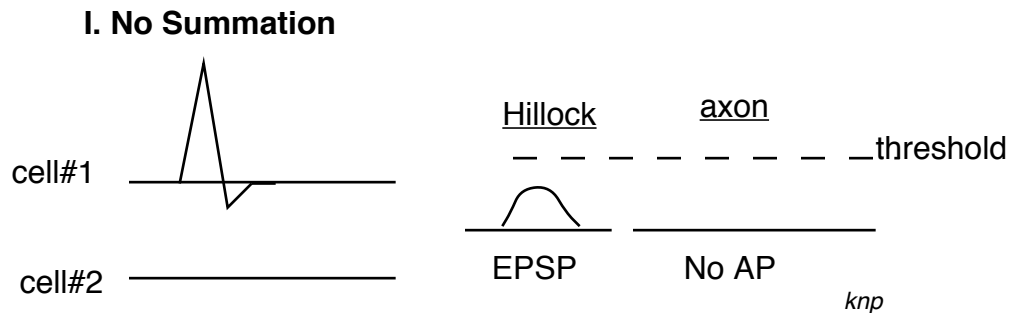 I. No Summation
Hillock
axon
threshold
cell#1
cell#2
EPSP
No AP
knp